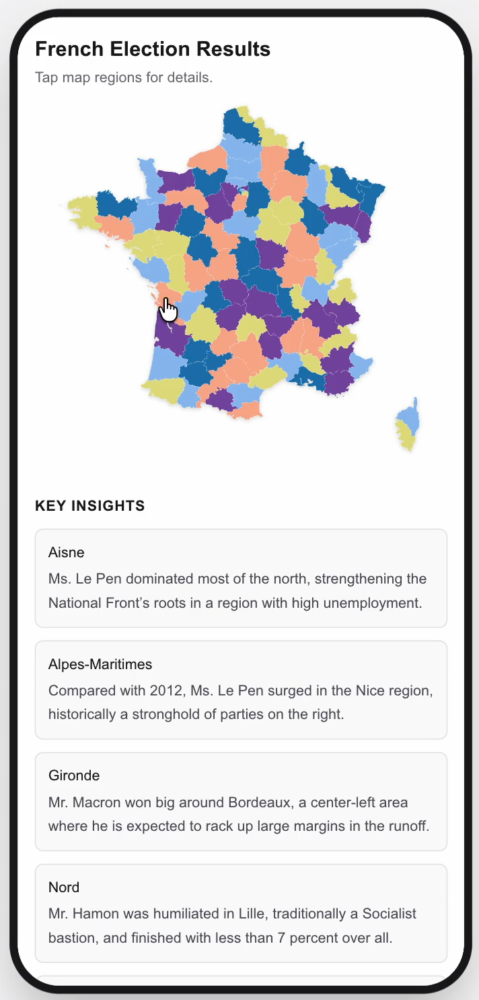 French Election Results
Tap map regions for details.
KEY INSIGHTS
Aisne
Ms. Le Pen dominated most of the north, strengthening the
National Front’s roots in a region with high unemployment.
Alpes-Maritimes
Compared with 2012, Ms. Le Pen surged in the Nice region,
historically a stronghold of parties on the right.
Gironde
Mr. Macron won big around Bordeaux, a center-left area
where he is expected to rack up large margins in the runoff.
Nord
Mr. Hamon was humiliated in Lille, traditionally a Socialist
bastion, and finished with less than 7 percent over all.